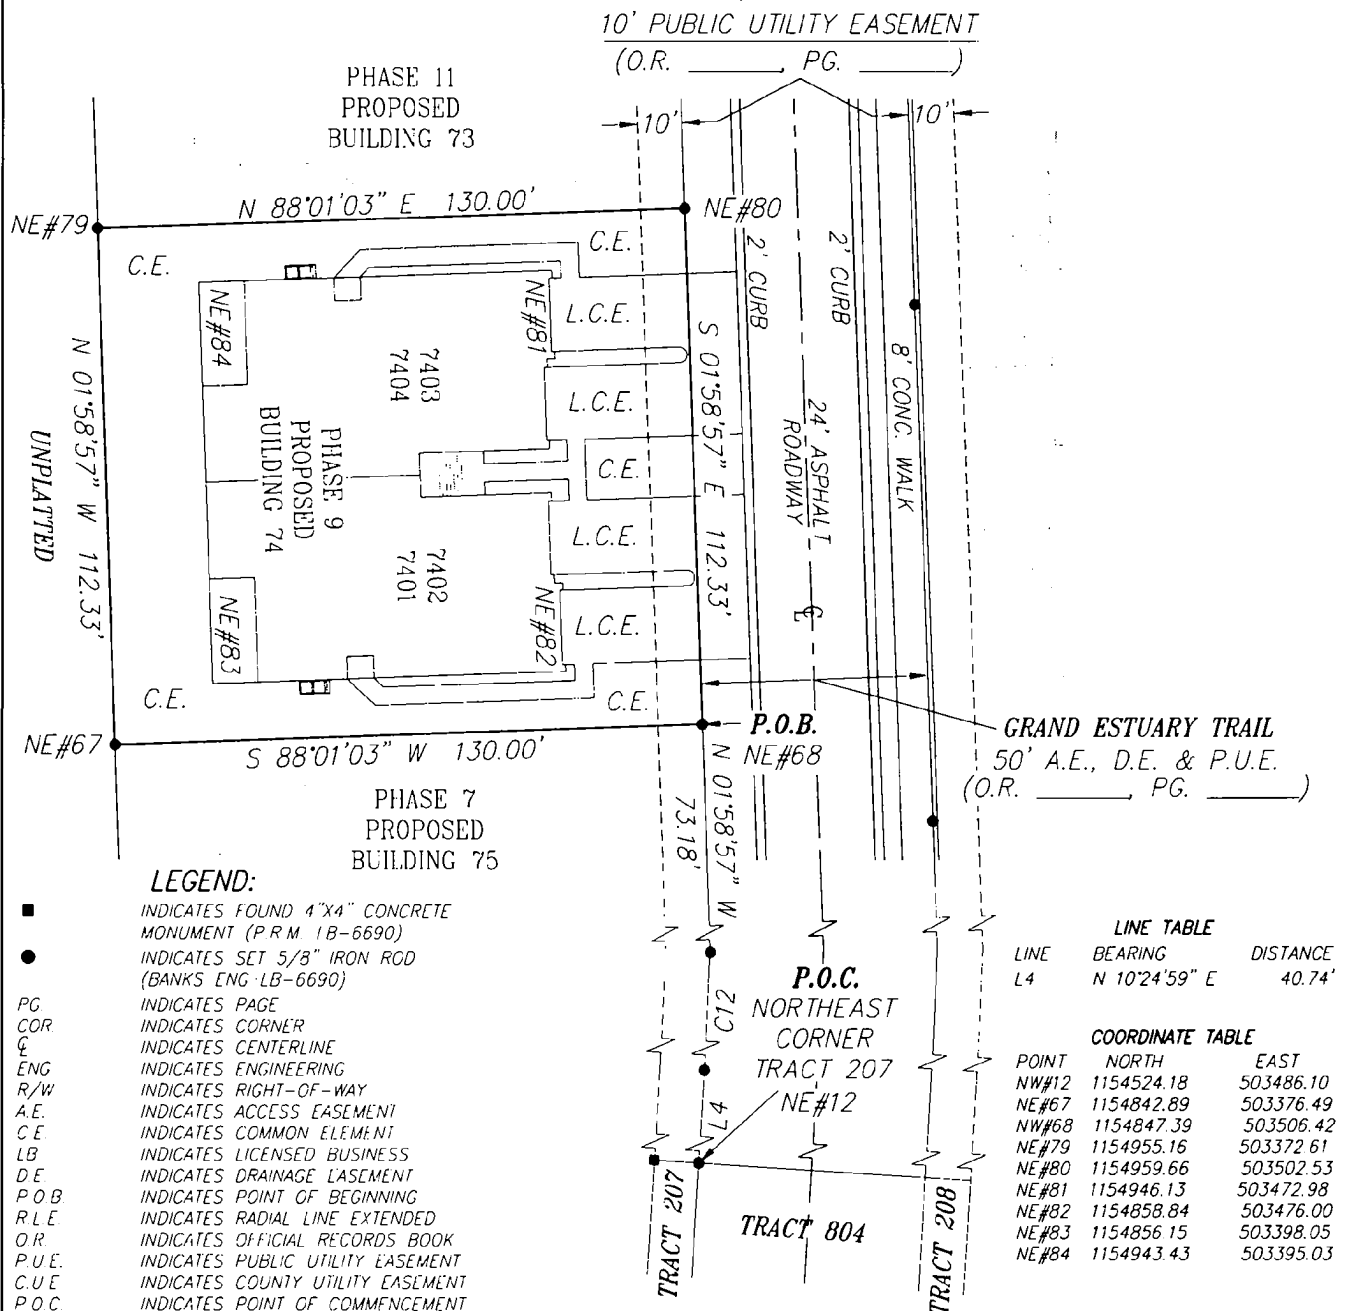 10' PUBLIC UTILITY EASEMENT
(O.R. ______, PG. ______)
PHASE 11
PROPOSED
BUILDING 73
10'
10'
N 88°01'03" E 130.00'
NE#79
NE#80
C.E.
C.E.
NE#84
NE#81
L.C.E.
7403
7404
L.C.E.
PHASE 9
PROPOSED
BUILDING 74
C.E.
7402
7401
L.C.E.
NE#83
NE#82
L.C.E.
C.E.
C.E.
N 01°58'57" W 112.33'
UNPLATTED
S 01°58'57" E 112.33'
2' CURB
2' CURB
24' ASPHALT
ROADWAY
8' CONC. WALK
NE#67
S 88°01'03" W 130.00'
P.O.B.
NE#68
GRAND ESTUARY TRAIL
50' A.E., D.E. & P.U.E.
(O.R. ______, PG. ______)
PHASE 7
PROPOSED
BUILDING 75
N 01°58'57" W
73.18'
C12
L4
P.O.C.
NORTHEAST
CORNER
TRACT 207
NE#12
TRACT 207
TRACT 804
TRACT 208
LEGEND:
INDICATES FOUND 4"X4" CONCRETE
MONUMENT (P.R.M. LB-6690)
INDICATES SET 5/8" IRON ROD
(BANKS ENG LB-6690)
PG. INDICATES PAGE
COR. INDICATES CORNER
℄ INDICATES CENTERLINE
ENG INDICATES ENGINEERING
R/W INDICATES RIGHT-OF-WAY
A.E. INDICATES ACCESS EASEMENT
C.E. INDICATES COMMON ELEMENT
LB INDICATES LICENSED BUSINESS
D.E. INDICATES DRAINAGE EASEMENT
P.O.B. INDICATES POINT OF BEGINNING
R.L.E. INDICATES RADIAL LINE EXTENDED
O.R. INDICATES OFFICIAL RECORDS BOOK
P.U.E. INDICATES PUBLIC UTILITY EASEMENT
C.U.E. INDICATES COUNTY UTILITY EASEMENT
P.O.C. INDICATES POINT OF COMMENCEMENT
LINE TABLE
LINE BEARING DISTANCE
L4 N 10°24'59" E 40.74'
COORDINATE TABLE
POINT NORTH EAST
NW#12 1154524.18 503486.10
NE#67 1154842.89 503376.49
NW#68 1154847.39 503506.42
NE#79 1154955.16 503372.61
NE#80 1154959.66 503502.53
NE#81 1154946.13 503472.98
NE#82 1154858.84 503476.00
NE#83 1154856.15 503398.05
NE#84 1154943.43 503395.03